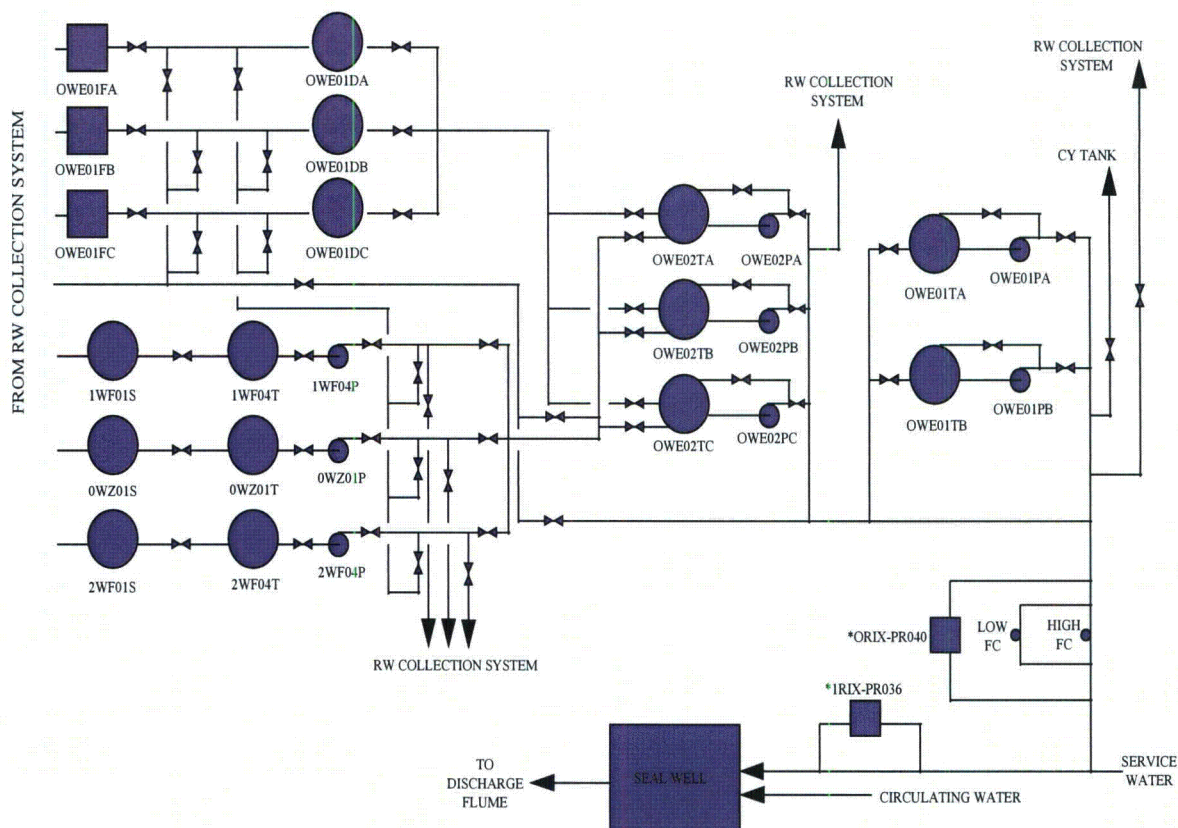 FROM RW COLLECTION SYSTEM
OWE01FA
OWE01DA
OWE01FB
OWE01DB
OWE01FC
OWE01DC
RW COLLECTION
SYSTEM
RW COLLECTION
SYSTEM
CY TANK
OWE02TA
OWE02PA
OWE02TB
OWE02PB
OWE02TC
OWE02PC
OWE01TA
OWE01PA
OWE01TB
OWE01PB
1WF01S
1WF04T
1WF04P
0WZ01S
0WZ01T
0WZ01P
2WF01S
2WF04T
2WF04P
RW COLLECTION SYSTEM
*ORIX-PR040
LOW
FC
HIGH
FC
*1RIX-PR036
SEAL WELL
TO
DISCHARGE
FLUME
SERVICE
WATER
CIRCULATING WATER